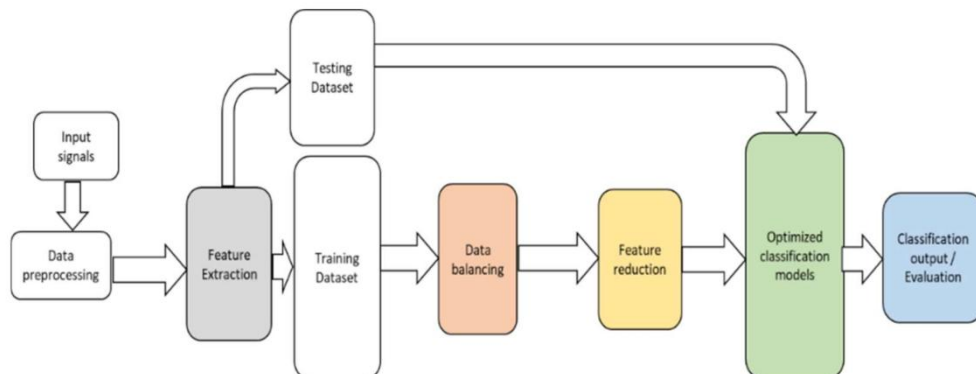 Testing
Dataset
Input
signals
Data
preprocessing
Feature
Extraction
Training
Dataset
Data
balancing
Feature
reduction
Optimized
classification
models
Classification
output /
Evaluation